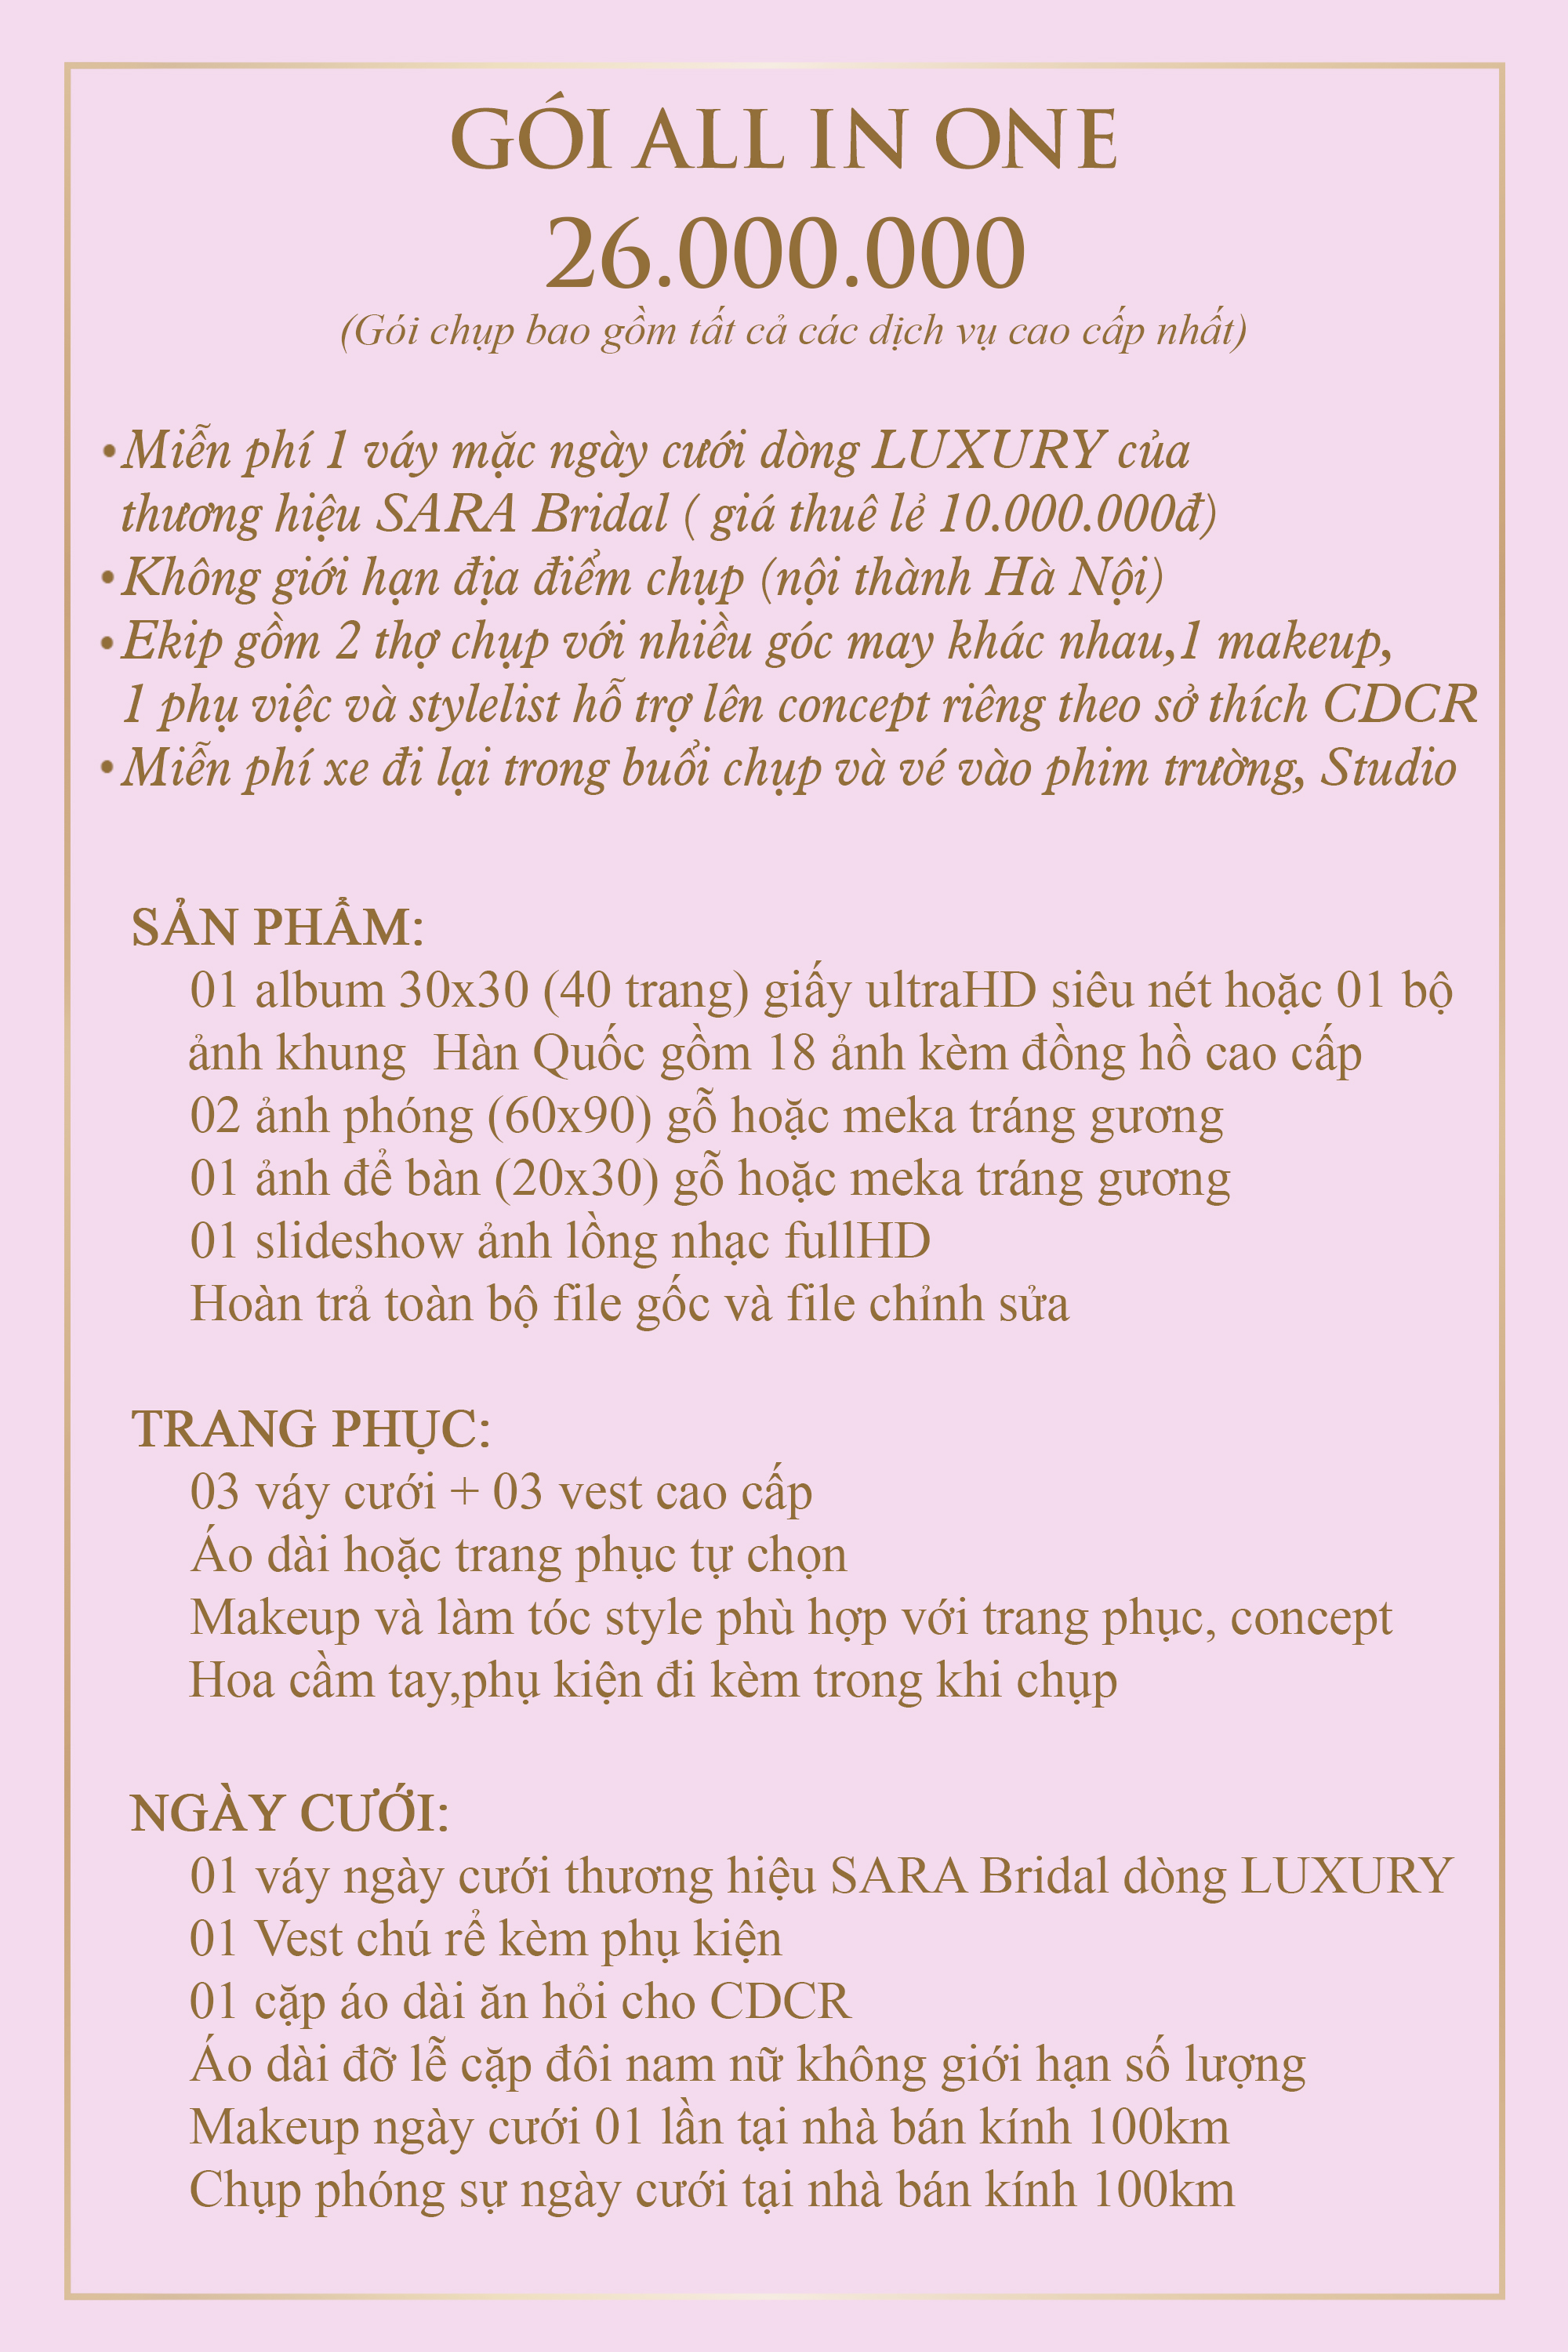 GÓI ALL IN ONE
26.000.000
(Gói chụp bao gồm tất cả các dịch vụ cao cấp nhất)
•Miễn phí 1 váy mặc ngày cưới dòng LUXURY của
thương hiệu SARA Bridal ( giá thuê lẻ 10.000.000đ)
•Không giới hạn địa điểm chụp (nội thành Hà Nội)
•Ekip gồm 2 thợ chụp với nhiều góc may khác nhau,1 makeup,
1 phụ việc và stylelist hỗ trợ lên concept riêng theo sở thích CDCR
•Miễn phí xe đi lại trong buổi chụp và vé vào phim trường, Studio
SẢN PHẨM:
01 album 30x30 (40 trang) giấy ultraHD siêu nét hoặc 01 bộ
ảnh khung  Hàn Quốc gồm 18 ảnh kèm đồng hồ cao cấp
02 ảnh phóng (60x90) gỗ hoặc meka tráng gương
01 ảnh để bàn (20x30) gỗ hoặc meka tráng gương
01 slideshow ảnh lồng nhạc fullHD
Hoàn trả toàn bộ file gốc và file chỉnh sửa
TRANG PHỤC:
03 váy cưới + 03 vest cao cấp
Áo dài hoặc trang phục tự chọn
Makeup và làm tóc style phù hợp với trang phục, concept
Hoa cầm tay,phụ kiện đi kèm trong khi chụp
NGÀY CƯỚI:
01 váy ngày cưới thương hiệu SARA Bridal dòng LUXURY
01 Vest chú rể kèm phụ kiện
01 cặp áo dài ăn hỏi cho CDCR
Áo dài đỡ lễ cặp đôi nam nữ không giới hạn số lượng
Makeup ngày cưới 01 lần tại nhà bán kính 100km
Chụp phóng sự ngày cưới tại nhà bán kính 100km